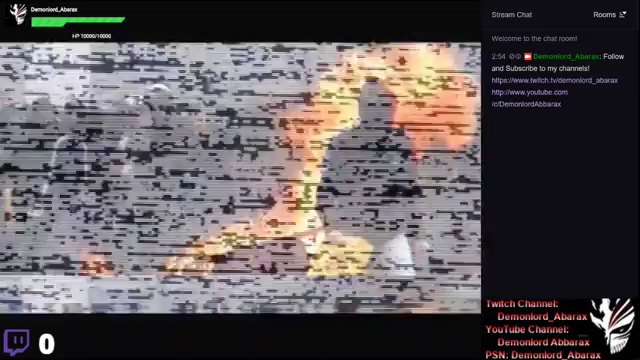 Demonlord_Abarax
HP 10000/10000
Stream Chat
Rooms
Welcome to the chat room!
2:54 Demonlord_Abarax: Follow
and Subscribe to my channels!
https://www.twitch.tv/demonlord_abarax
http://www.youtube.com
/c/DemonlordAbbarax
0
Twitch Channel:
Demonlord_Abarax
YouTube Channel:
Demonlord Abbarax
PSN: Demonlord_Abarax